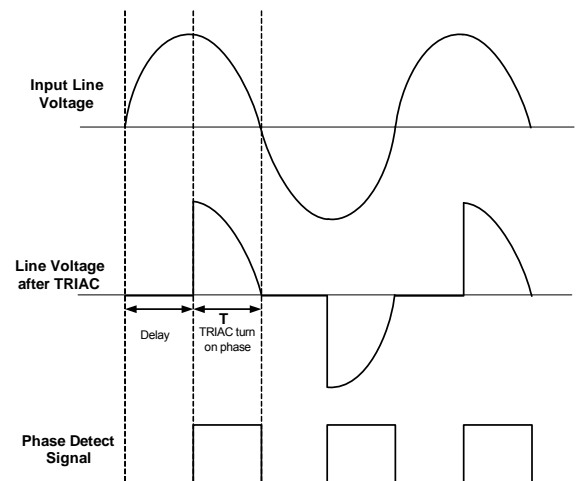 Input Line
Voltage
Line Voltage
after TRIAC
Delay
T
TRIAC turn
on phase
Phase Detect
Signal